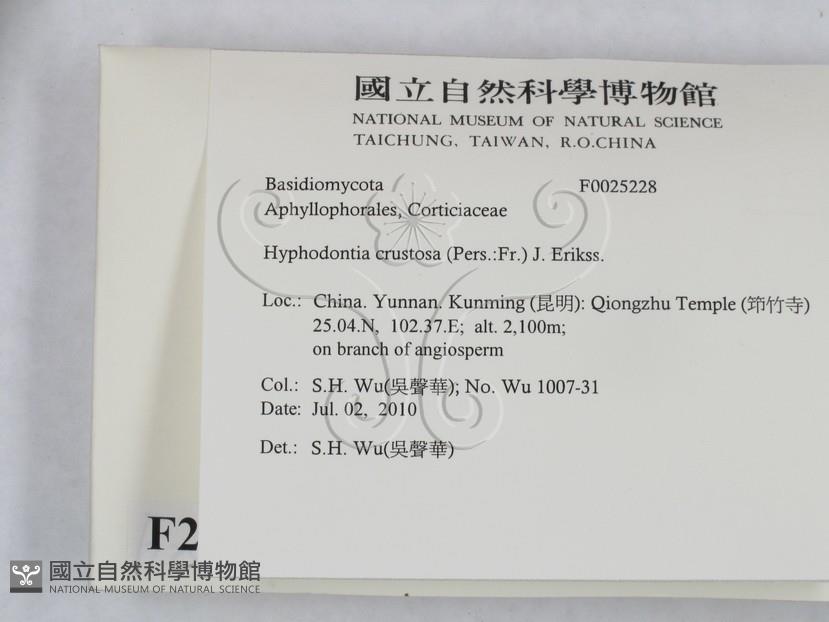 國立自然科學博物館
NATIONAL MUSEUM OF NATURAL SCIENCE
TAICHUNG, TAIWAN, R.O.CHINA
Basidiomycota F0025228
Aphyllophorales, Corticiaceae
Hyphodontia crustosa (Pers.:Fr.) J. Erikss.
Loc.: China. Yunnan. Kunming (昆明): Qiongzhu Temple (筇竹寺)
25.04.N, 102.37.E; alt. 2,100m;
on branch of angiosperm
Col.: S.H. Wu(吳聲華); No. Wu 1007-31
Date: Jul. 02, 2010
Det.: S.H. Wu(吳聲華)
F2
國立自然科學博物館
NATIONAL MUSEUM OF NATURAL SCIENCE